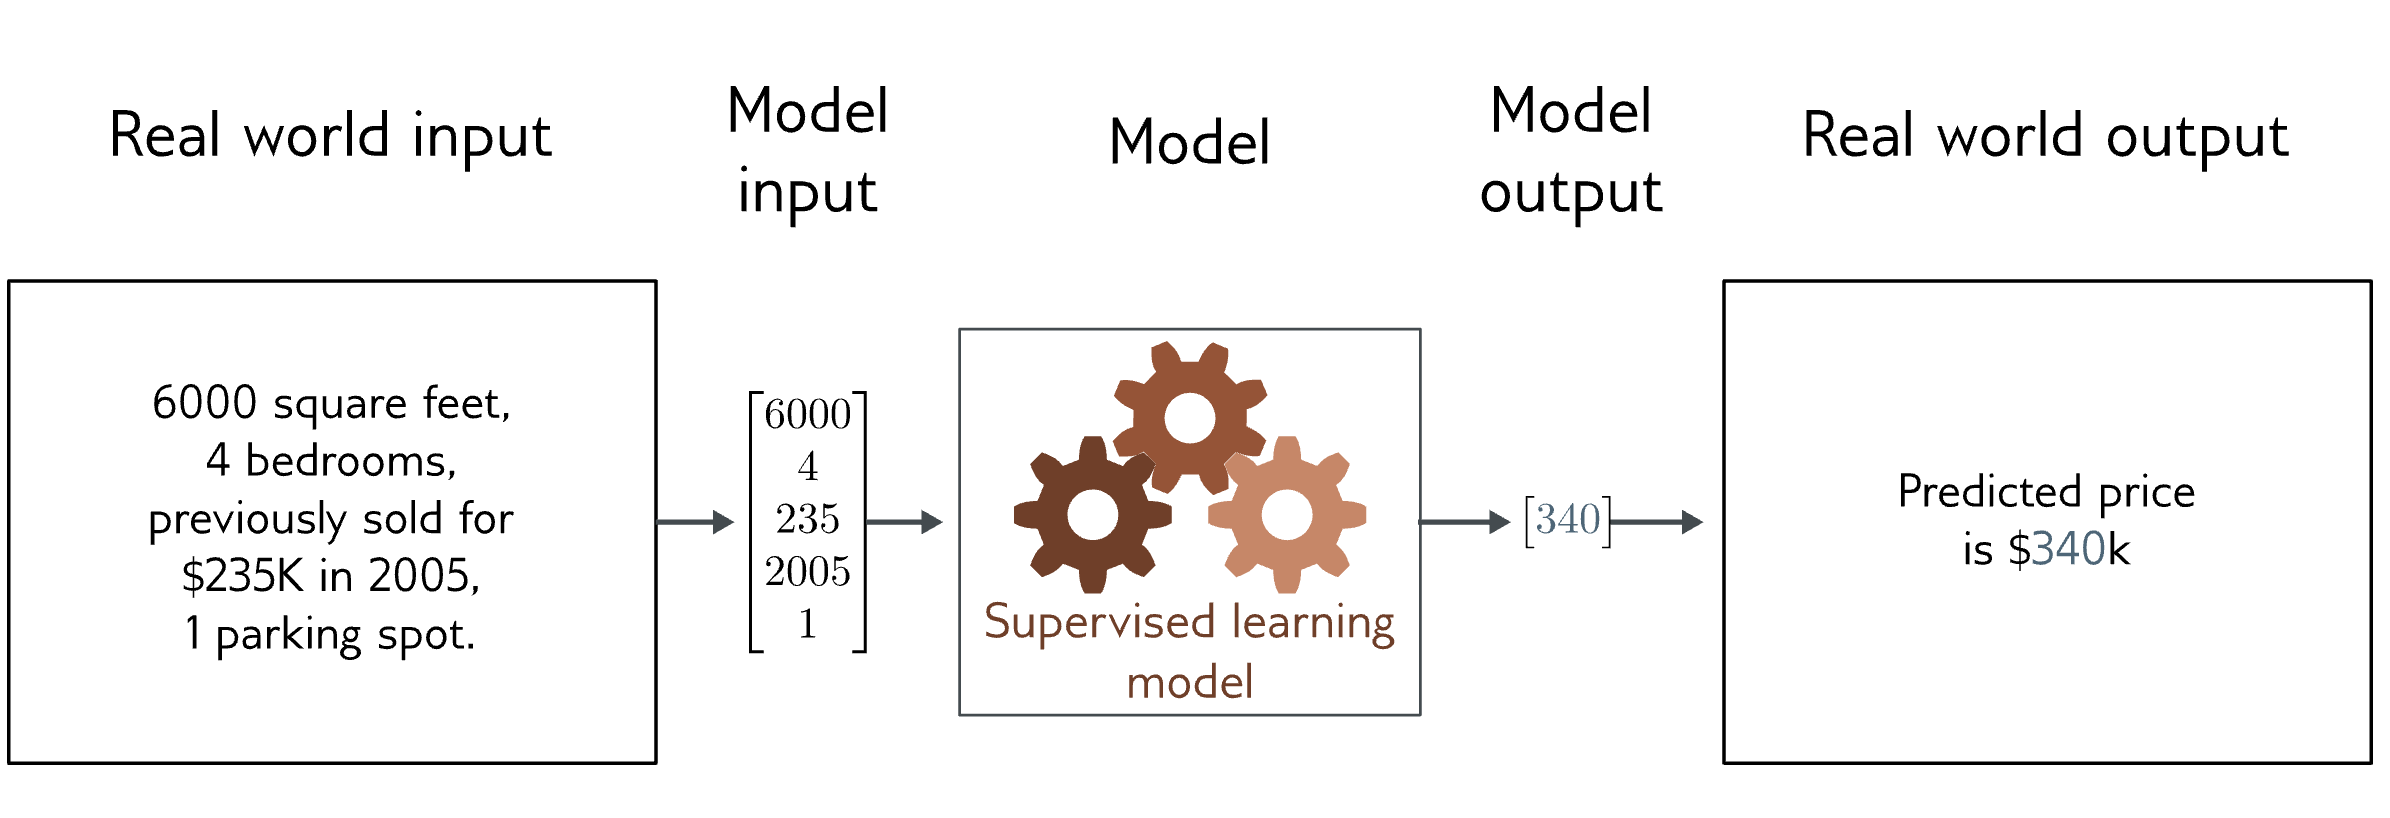 Real world input
Model
input
Model
Model
output
Real world output
6000 square feet,
4 bedrooms,
previously sold for
$235K in 2005,
1 parking spot.
6000
4
235
2005
1
Supervised learning
model
[340]
Predicted price
is $340k